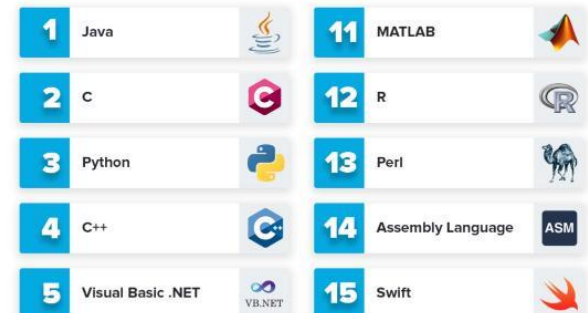 1 Java
2 C
3 Python
4 C++
5 Visual Basic .NET
VB.NET
11 MATLAB
12 R
13 Perl
14 Assembly Language
ASM
15 Swift